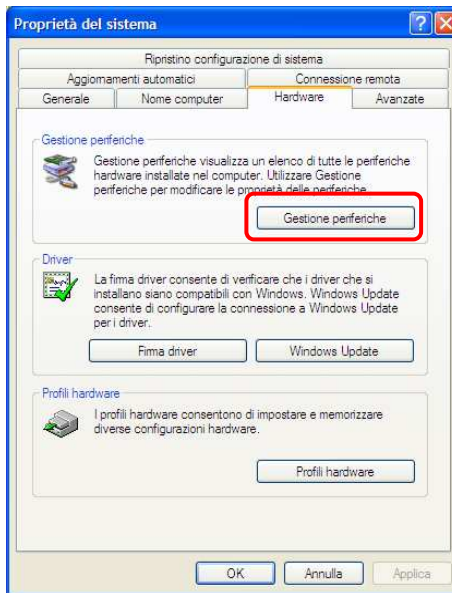 Proprietà del sistema
Ripristino configurazione di sistema
Aggiornamenti automatici
Connessione remota
Generale
Nome computer
Hardware
Avanzate
Gestione periferiche
Gestione periferiche visualizza un elenco di tutte le periferiche
hardware installate nel computer. Utilizzare Gestione
periferiche per modificare le proprietà delle periferiche.
Gestione periferiche
Driver
La firma driver consente di verificare che i driver che si
installano siano compatibili con Windows. Windows Update
consente di configurare la connessione a Windows Update
per i driver.
Firma driver
Windows Update
Profili hardware
I profili hardware consentono di impostare e memorizzare
diverse configurazioni hardware.
Profili hardware
OK
Annulla
Applica